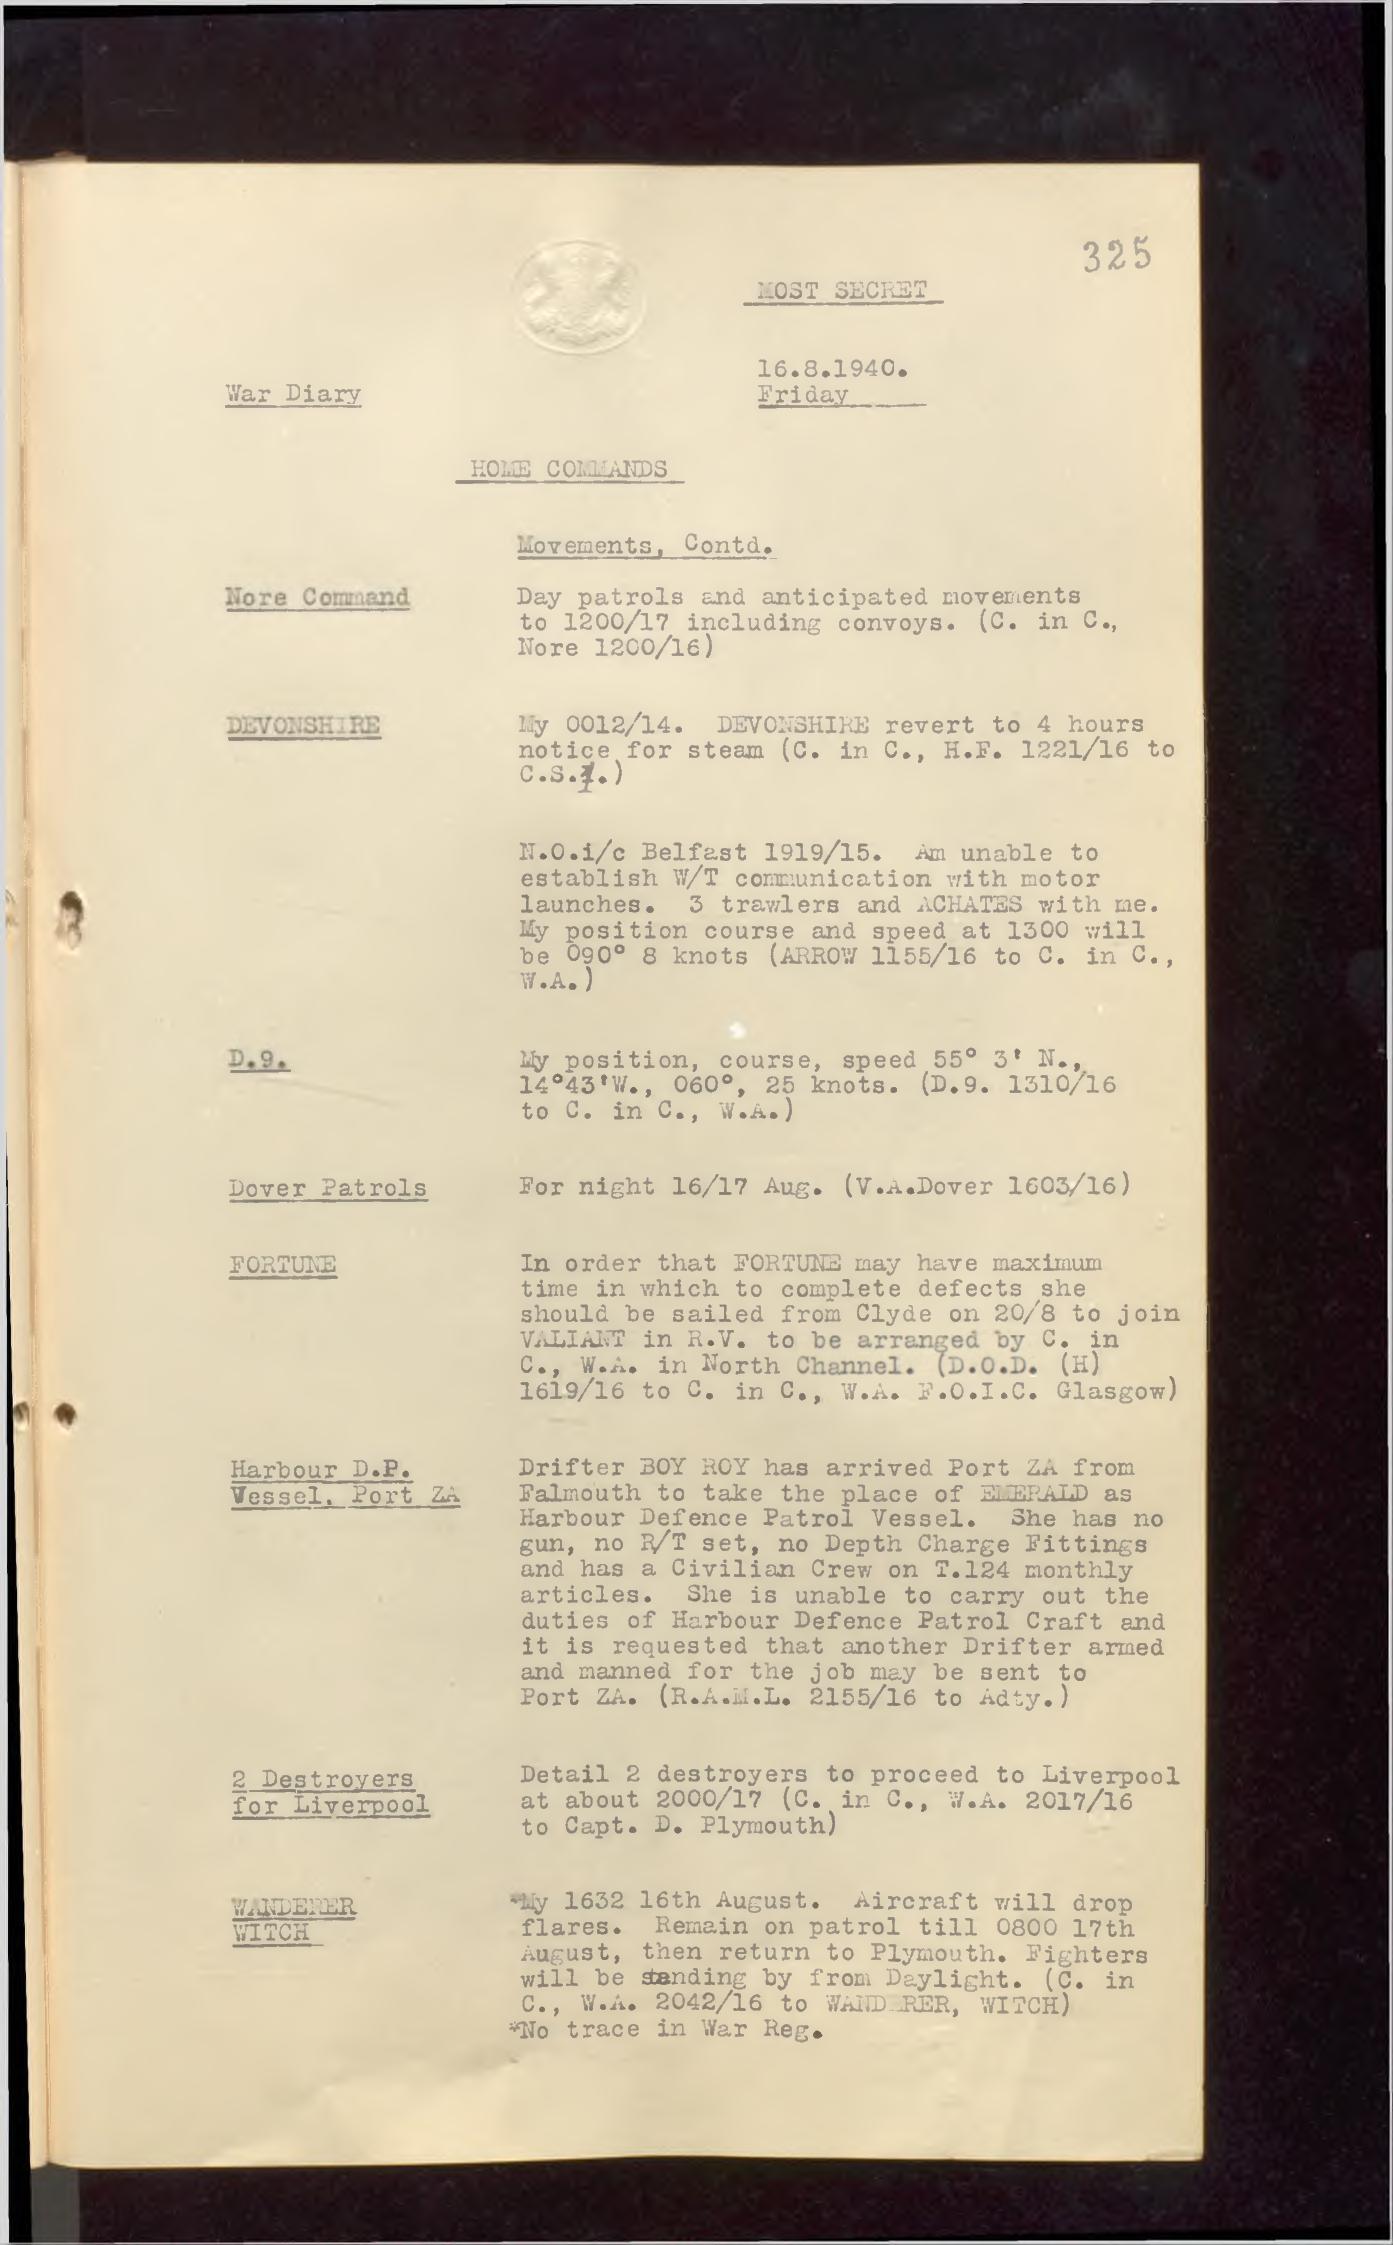 325
MOST SECRET
16.8.1940.
War Diary
Friday
HOME COMMANDS
Movements, Contd.
Nore Command
Day patrols and anticipated movements
to 1200/17 including convoys. (C. in C.,
Nore 1200/16)
DEVONSHIRE
My 0012/14. DEVONSHIRE revert to 4 hours
notice for steam (C. in C., H.F. 1221/16 to
C.S.1.)
N.O.i/c Belfast 1919/15. Am unable to
establish W/T communication with motor
launches. 3 trawlers and ACHATES with me.
My position course and speed at 1300 will
be 090° 8 knots (ARROW 1155/16 to C. in C.,
W.A.)
D.9.
My position, course, speed 55° 3' N.,
14°43'W., 060°, 25 knots. (D.9. 1310/16
to C. in C., W.A.)
Dover Patrols
For night 16/17 Aug. (V.A.Dover 1603/16)
FORTUNE
In order that FORTUNE may have maximum
time in which to complete defects she
should be sailed from Clyde on 20/8 to join
VALIANT in R.V. to be arranged by C. in
C., W.A. in North Channel. (D.O.D. (H)
1619/16 to C. in C., W.A. F.O.I.C. Glasgow)
Harbour D.P.
Vessel, Port ZA
Drifter BOY ROY has arrived Port ZA from
Falmouth to take the place of EMERALD as
Harbour Defence Patrol Vessel. She has no
gun, no R/T set, no Depth Charge Fittings
and has a Civilian Crew on T.124 monthly
articles. She is unable to carry out the
duties of Harbour Defence Patrol Craft and
it is requested that another Drifter armed
and manned for the job may be sent to
Port ZA. (R.A.M.L. 2155/16 to Adty.)
2 Destroyers
for Liverpool
Detail 2 destroyers to proceed to Liverpool
at about 2000/17 (C. in C., W.A. 2017/16
to Capt. D. Plymouth)
WANDERER
WITCH
*My 1632 16th August. Aircraft will drop
flares. Remain on patrol till 0800 17th
August, then return to Plymouth. Fighters
will be standing by from Daylight. (C. in
C., W.A. 2042/16 to WANDERER, WITCH)
*No trace in War Reg.